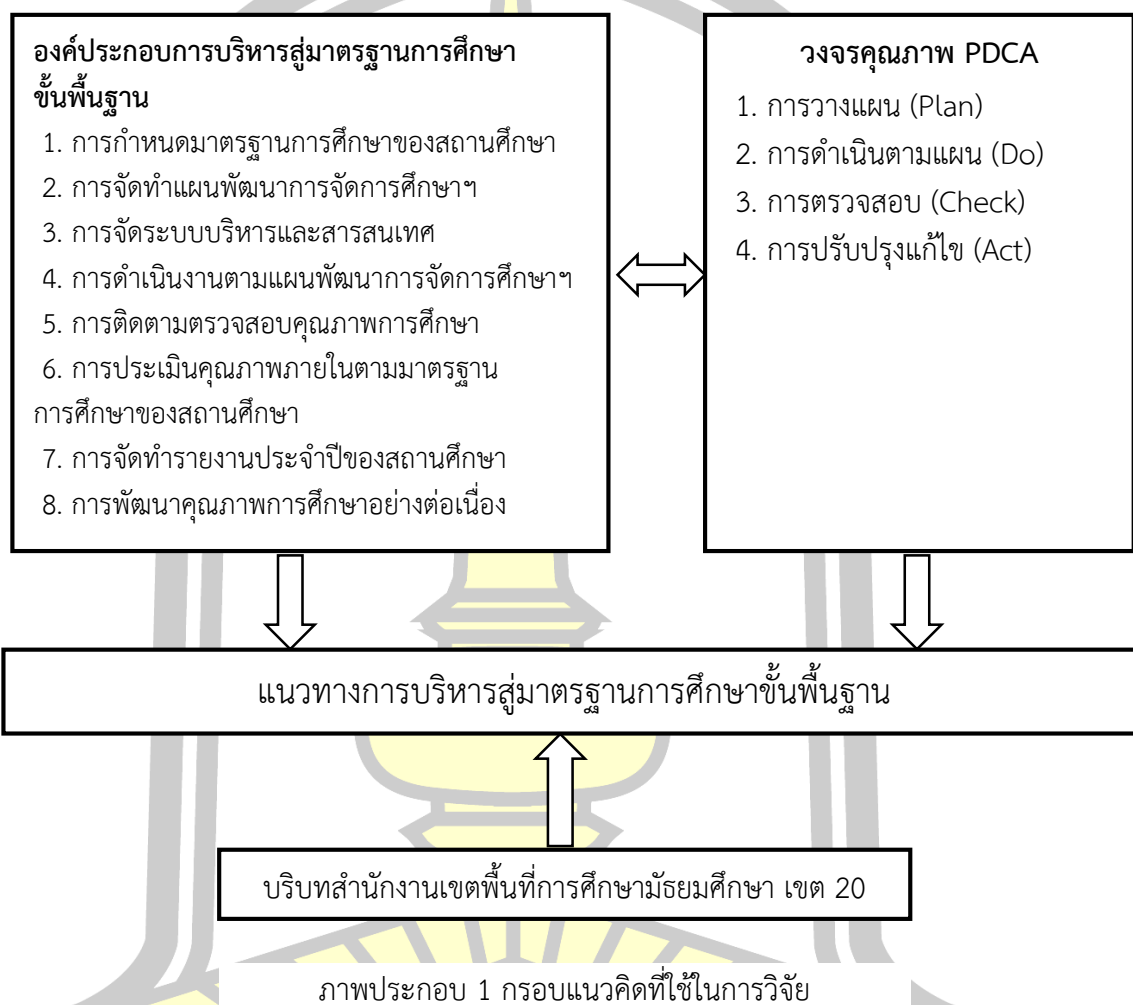 องค์ประกอบการบริหารสู่มาตรฐานการศึกษา
ขั้นพื้นฐาน
1. การกำหนดมาตรฐานการศึกษาของสถานศึกษา
2. การจัดทำแผนพัฒนาการจัดการศึกษาฯ
3. การจัดระบบบริหารและสารสนเทศ
4. การดำเนินงานตามแผนพัฒนาการจัดการศึกษาฯ
5. การติดตามตรวจสอบคุณภาพการศึกษา
6. การประเมินคุณภาพภายในตามมาตรฐาน
การศึกษาของสถานศึกษา
7. การจัดทำรายงานประจำปีของสถานศึกษา
8. การพัฒนาคุณภาพการศึกษาอย่างต่อเนื่อง
วงจรคุณภาพ PDCA
1. การวางแผน (Plan)
2. การดำเนินตามแผน (Do)
3. การตรวจสอบ (Check)
4. การปรับปรุงแก้ไข (Act)
แนวทางการบริหารสู่มาตรฐานการศึกษาขั้นพื้นฐาน
บริบทสำนักงานเขตพื้นที่การศึกษามัธยมศึกษา เขต 20
ภาพประกอบ 1 กรอบแนวคิดที่ใช้ในการวิจัย